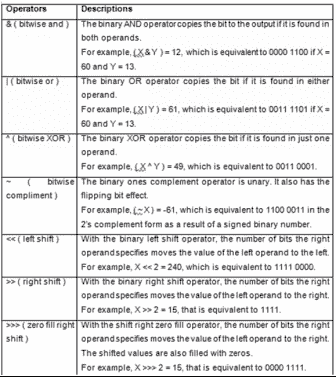 Operators Descriptions
& ( bitwise and ) The binary AND operator copies the bit to the output if it is found in
both operands.
For example, ( X & Y ) = 12, which is equivalent to 0000 1100 if X =
60 and Y = 13.
| ( bitwise or ) The binary OR operator copies the bit if it is found in either
operand.
For example, ( X | Y ) = 61, which is equivalent to 0011 1101 if X =
60 and Y = 13.
^ ( bitwise XOR ) The binary XOR operator copies the bit if it is found in just one
operand.
For example, ( X ^ Y ) = 49, which is equivalent to 0011 0001.
~ ( bitwise The binary ones complement operator is unary. It also has the
compliment ) flipping bit effect.
For example, ( ~ X ) = -61, which is equivalent to 1100 0011 in the
2's complement form as a result of a signed binary number.
<< ( left shift ) With the binary left shift operator, the number of bits the right
operand specifies moves the value of the left operand to the left.
For example, X << 2 = 240, which is equivalent to 1111 0000.
>> ( right shift ) With the binary right shift operator, the number of bits the right
operand specifies moves the value of the left operand to the right.
For example, X >> 2 = 15, that is equivalent to 1111.
>>> ( zero fill right With the shift right zero fill operator, the number of bits the right
shift ) operand specifies moves the value of the left operand to the right.
The shifted values are also filled with zeros.
For example, X >>> 2 = 15, that is equivalent to 0000 1111.